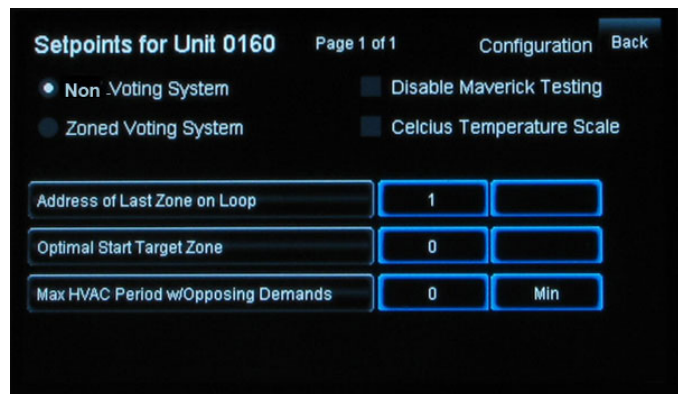 Setpoints for Unit 0160 Page 1 of 1 Configuration Back
Non-Voting System Disable Maverick Testing
Zoned Voting System Celcius Temperature Scale
Address of Last Zone on Loop 1
Optimal Start Target Zone 0
Max HVAC Period w/Opposing Demands 0 Min